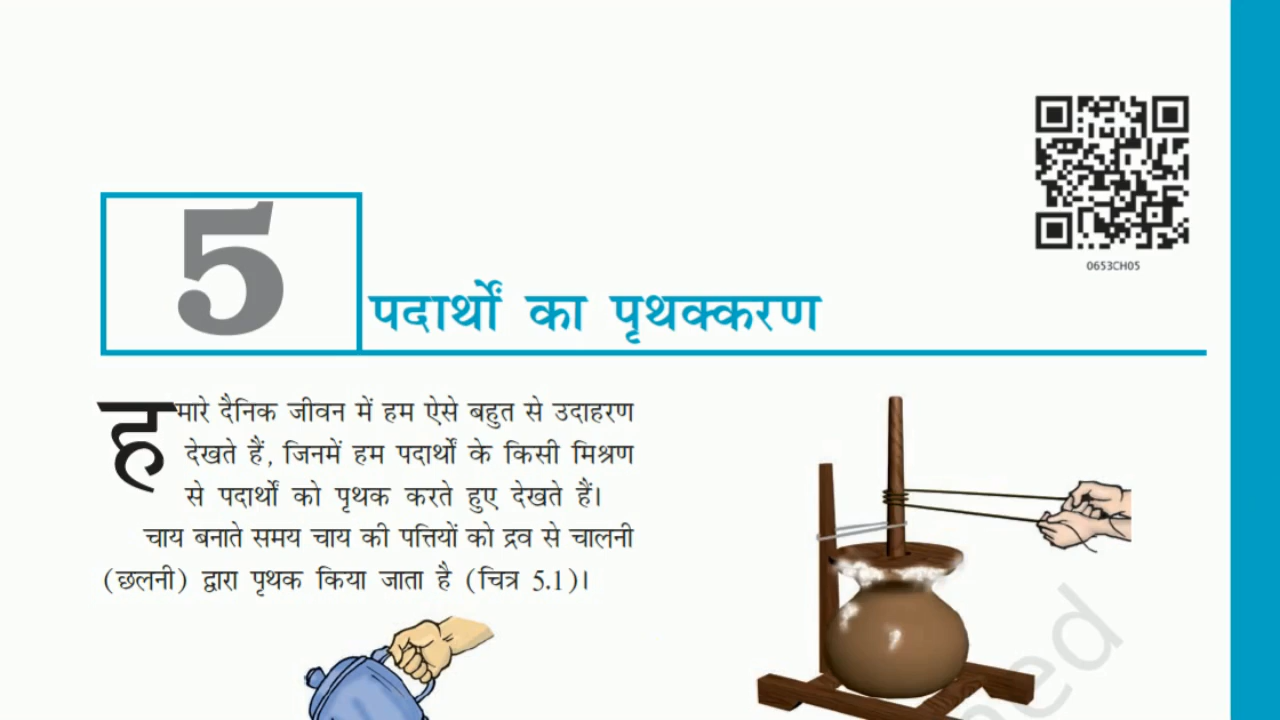 0653CH05
5
पदार्थों का पृथक्करण
हमारे दैनिक जीवन में हम ऐसे बहुत से उदाहरण
देखते हैं, जिनमें हम पदार्थों के किसी मिश्रण
से पदार्थों को पृथक करते हुए देखते हैं।
चाय बनाते समय चाय की पत्तियों को द्रव से चालनी
(छलनी) द्वारा पृथक किया जाता है (चित्र 5.1)।